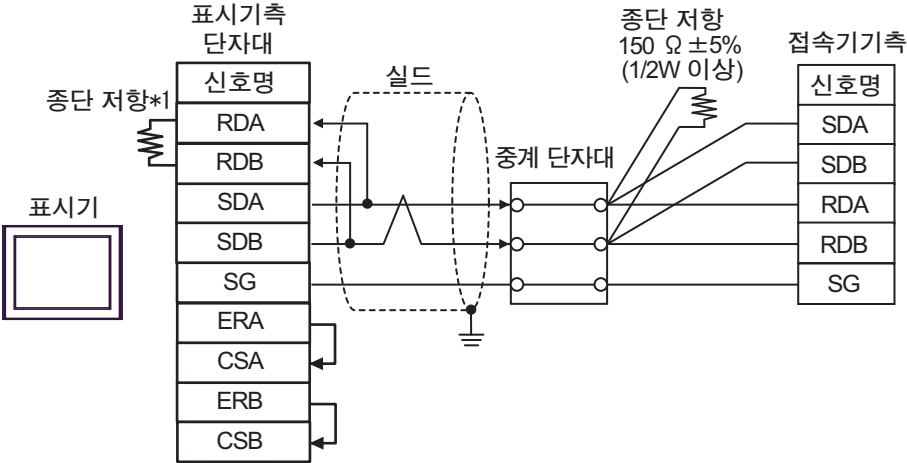 표시기측
단자대
신호명
종단 저항*1
RDA
RDB
SDA
SDB
SG
ERA
CSA
ERB
CSB
표시기
실드
중계 단자대
종단 저항
150 Ω ±5%
(1/2W 이상)
접속기기측
신호명
SDA
SDB
RDA
RDB
SG